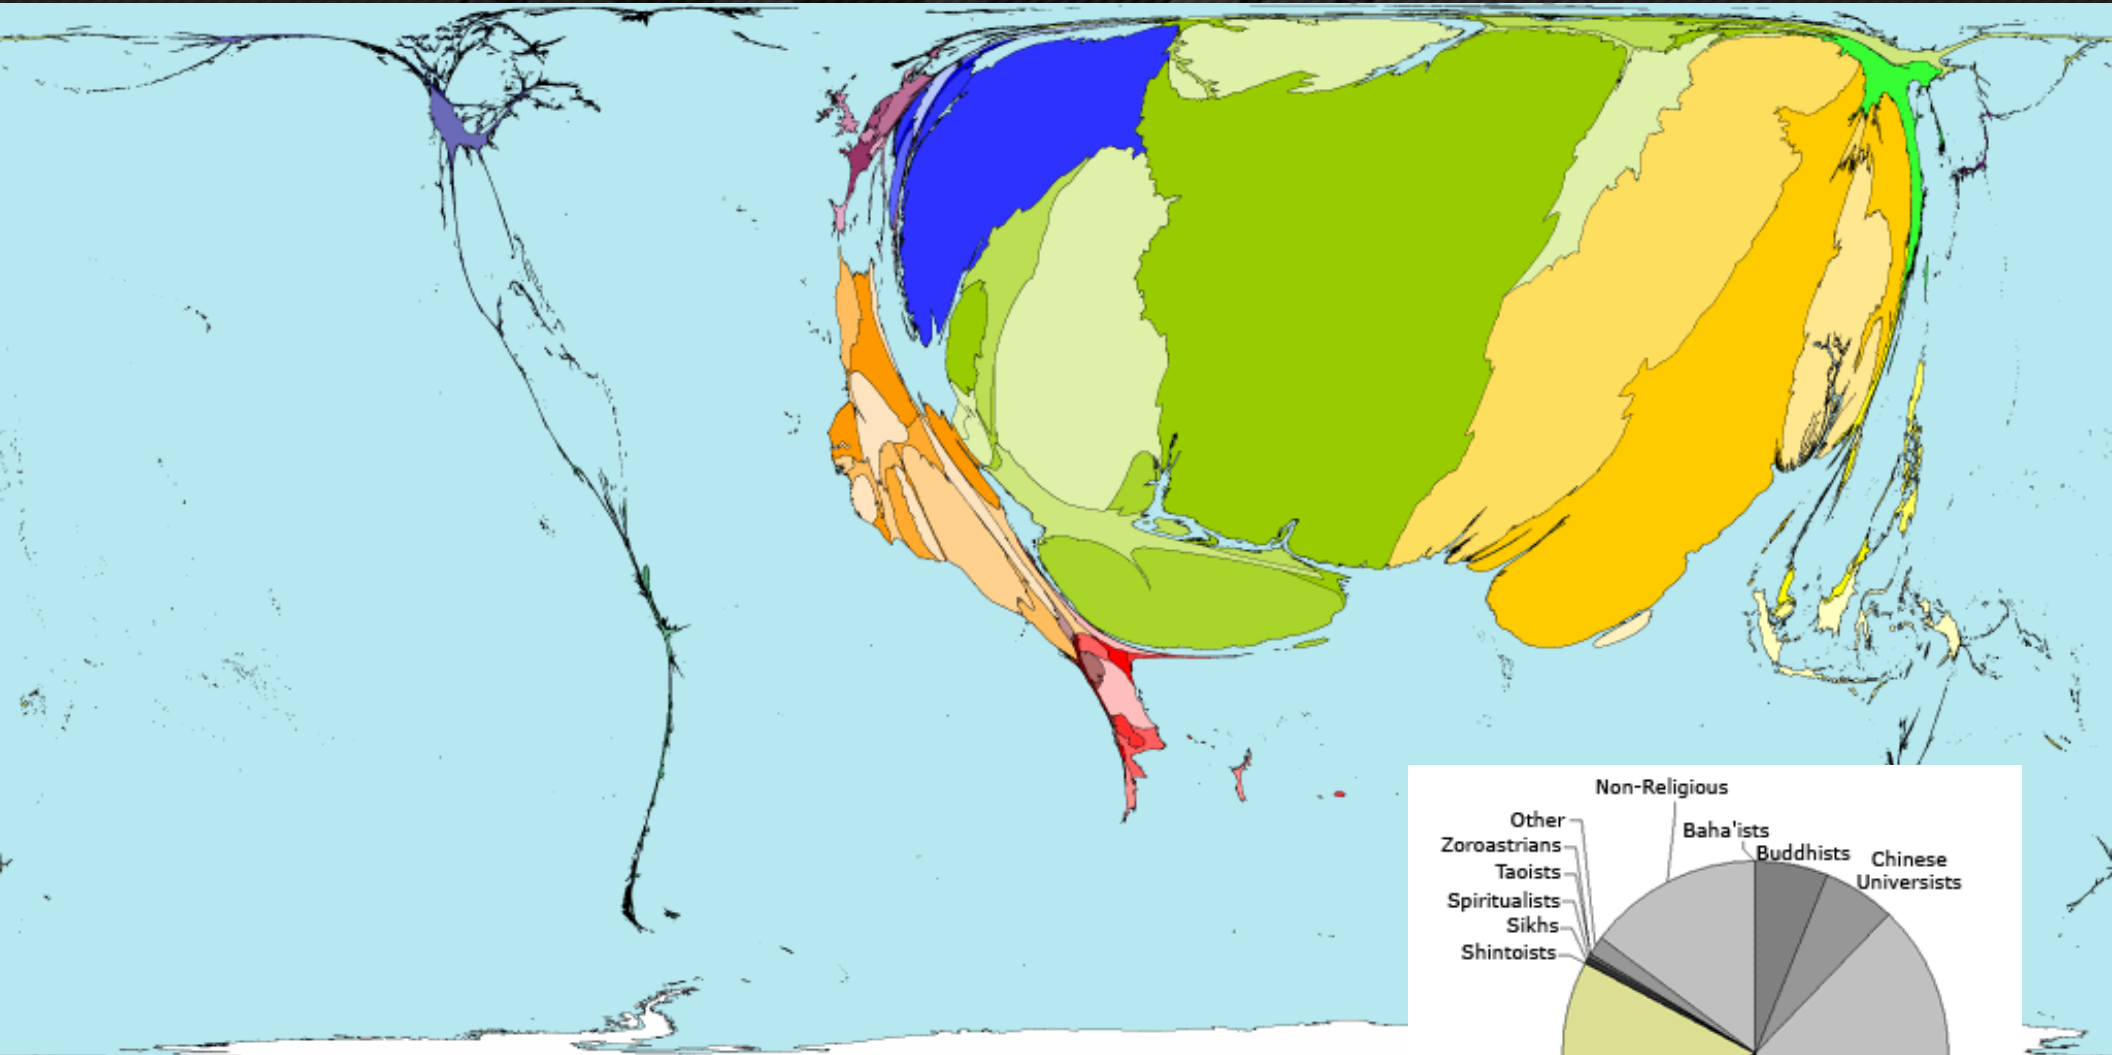 Non-Religious
Other
Baha'ists
Zoroastrians
Buddhists
Chinese
Universists
Taoists
Spiritualists
Sikhs
Shintoists